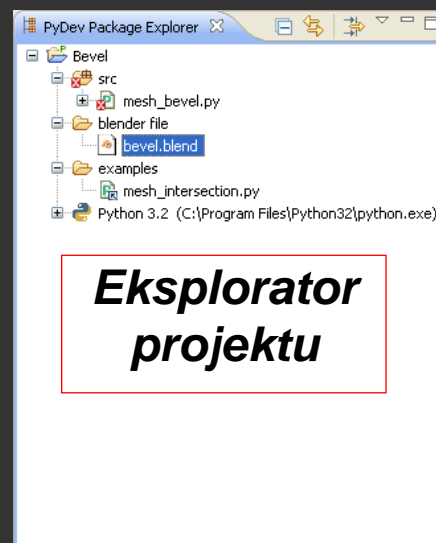 PyDev Package Explorer
Bevel
src
mesh_bevel.py
blender file
bevel.blend
examples
mesh_intersection.py
Python 3.2 (C:\Program Files\Python32\python.exe)
Eksplorator
projektu